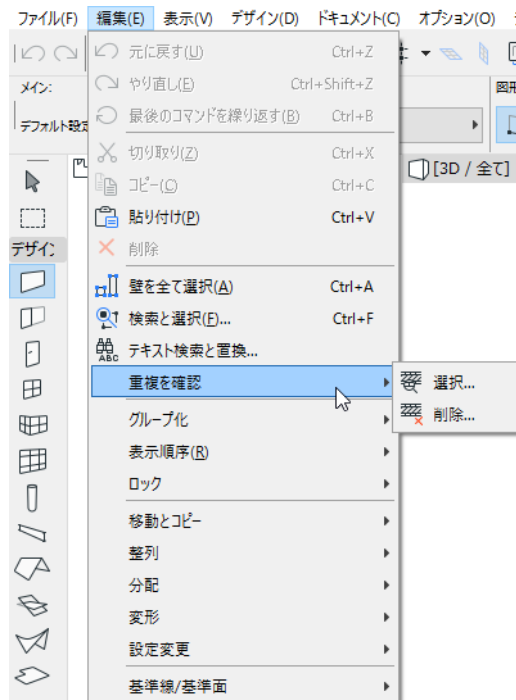 ファイル(F) 編集(E) 表示(V) デザイン(D) ドキュメント(C) オプション(O)
元に戻す(U) Ctrl+Z
メイン:
やり直し(E) Ctrl+Shift+Z
デフォルト設定
最後のコマンドを繰り返す(B) Ctrl+B
切り取り(Z) Ctrl+X
[3D / 全て]
コピー(C) Ctrl+C
貼り付け(P) Ctrl+V
デザイン
削除
壁を全て選択(A) Ctrl+A
検索と選択(F)... Ctrl+F
ABC テキスト検索と置換...
重複を確認
選択...
削除...
グループ化
表示順序(R)
ロック
移動とコピー
整列
分配
変形
設定変更
基準線/基準面